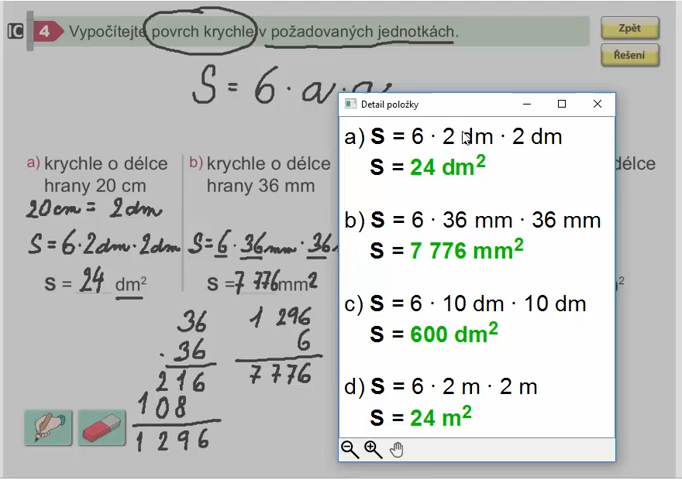 4 Vypočítejte povrch krychle v požadovaných jednotkách.
Zpět
Řešení
S = 6 · a · a
Detail položky
a) krychle o délce
hrany 20 cm
20cm = 2dm
S = 6 · 2dm · 2dm
S = 24 dm²
b) krychle o délce
hrany 36 mm
S = 6 · 36mm · 36
S = 7 776 mm²
36
· 36
216
108
1296
1 296
6
7776
a) S = 6 · 2 dm · 2 dm
S = 24 dm²
b) S = 6 · 36 mm · 36 mm
S = 7 776 mm²
c) S = 6 · 10 dm · 10 dm
S = 600 dm²
d) S = 6 · 2 m · 2 m
S = 24 m²
délce